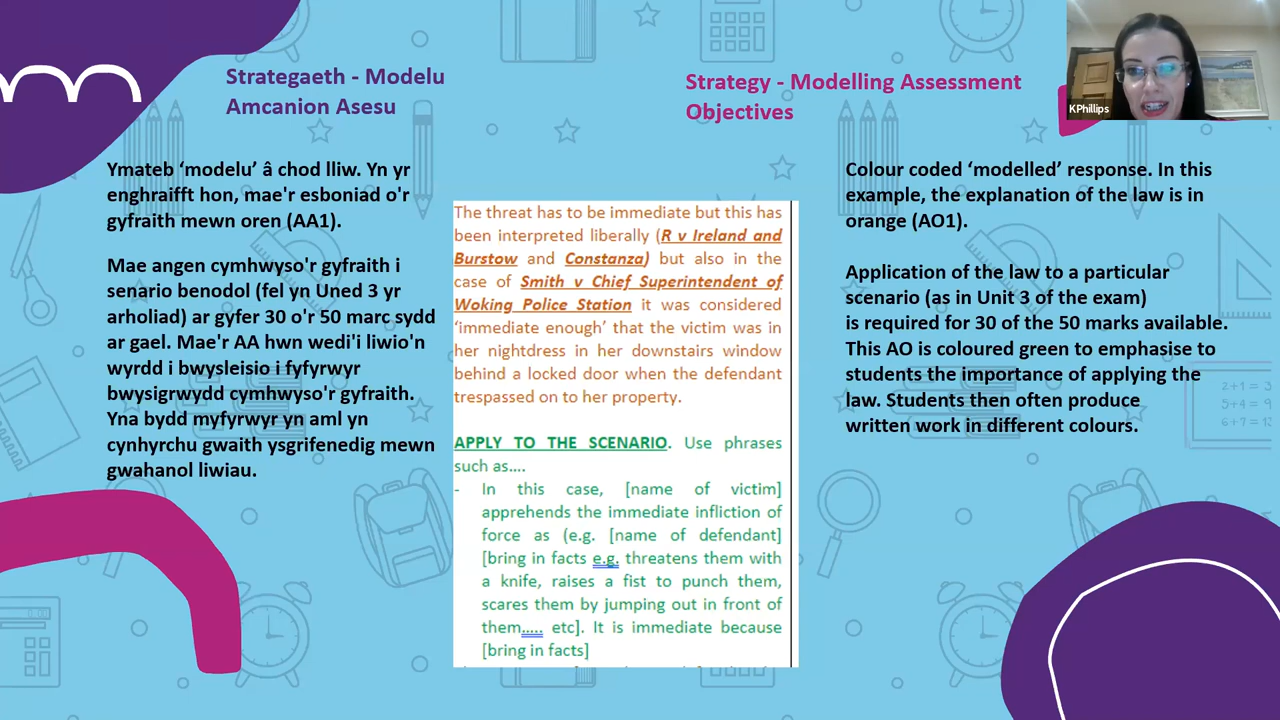 Strategaeth - Modelu
Amcanion Asesu
Strategy - Modelling Assessment
Objectives
KPhillips
Ymateb ‘modelu’ â chod lliw. Yn yr
enghraifft hon, mae'r esboniad o'r
gyfraith mewn oren (AA1).
Mae angen cymhwyso'r gyfraith i
senario benodol (fel yn Uned 3 yr
arholiad) ar gyfer 30 o'r 50 marc sydd
ar gael. Mae'r AA hwn wedi'i liwio'n
wyrdd i bwysleisio i fyfyrwyr
bwysigrwydd cymhwyso'r gyfraith.
Yna bydd myfyrwyr yn aml yn
cynhyrchu gwaith ysgrifenedig mewn
gwahanol liwiau.
The threat has to be immediate but this has
been interpreted liberally (R v Ireland and
Burstow and Constanza) but also in the
case of Smith v Chief Superintendent of
Woking Police Station it was considered
‘immediate enough’ that the victim was in
her nightdress in her downstairs window
behind a locked door when the defendant
trespassed on to her property.
APPLY TO THE SCENARIO. Use phrases
such as....
- In this case, [name of victim]
apprehends the immediate infliction of
force as (e.g. [name of defendant]
[bring in facts e.g. threatens them with
a knife, raises a fist to punch them,
scares them by jumping out in front of
them..... etc]. It is immediate because
[bring in facts]
Colour coded ‘modelled’ response. In this
example, the explanation of the law is in
orange (AO1).
Application of the law to a particular
scenario (as in Unit 3 of the exam)
is required for 30 of the 50 marks available.
This AO is coloured green to emphasise to
students the importance of applying the
law. Students then often produce
written work in different colours.
2+1=3
5+4=9
6+7=13